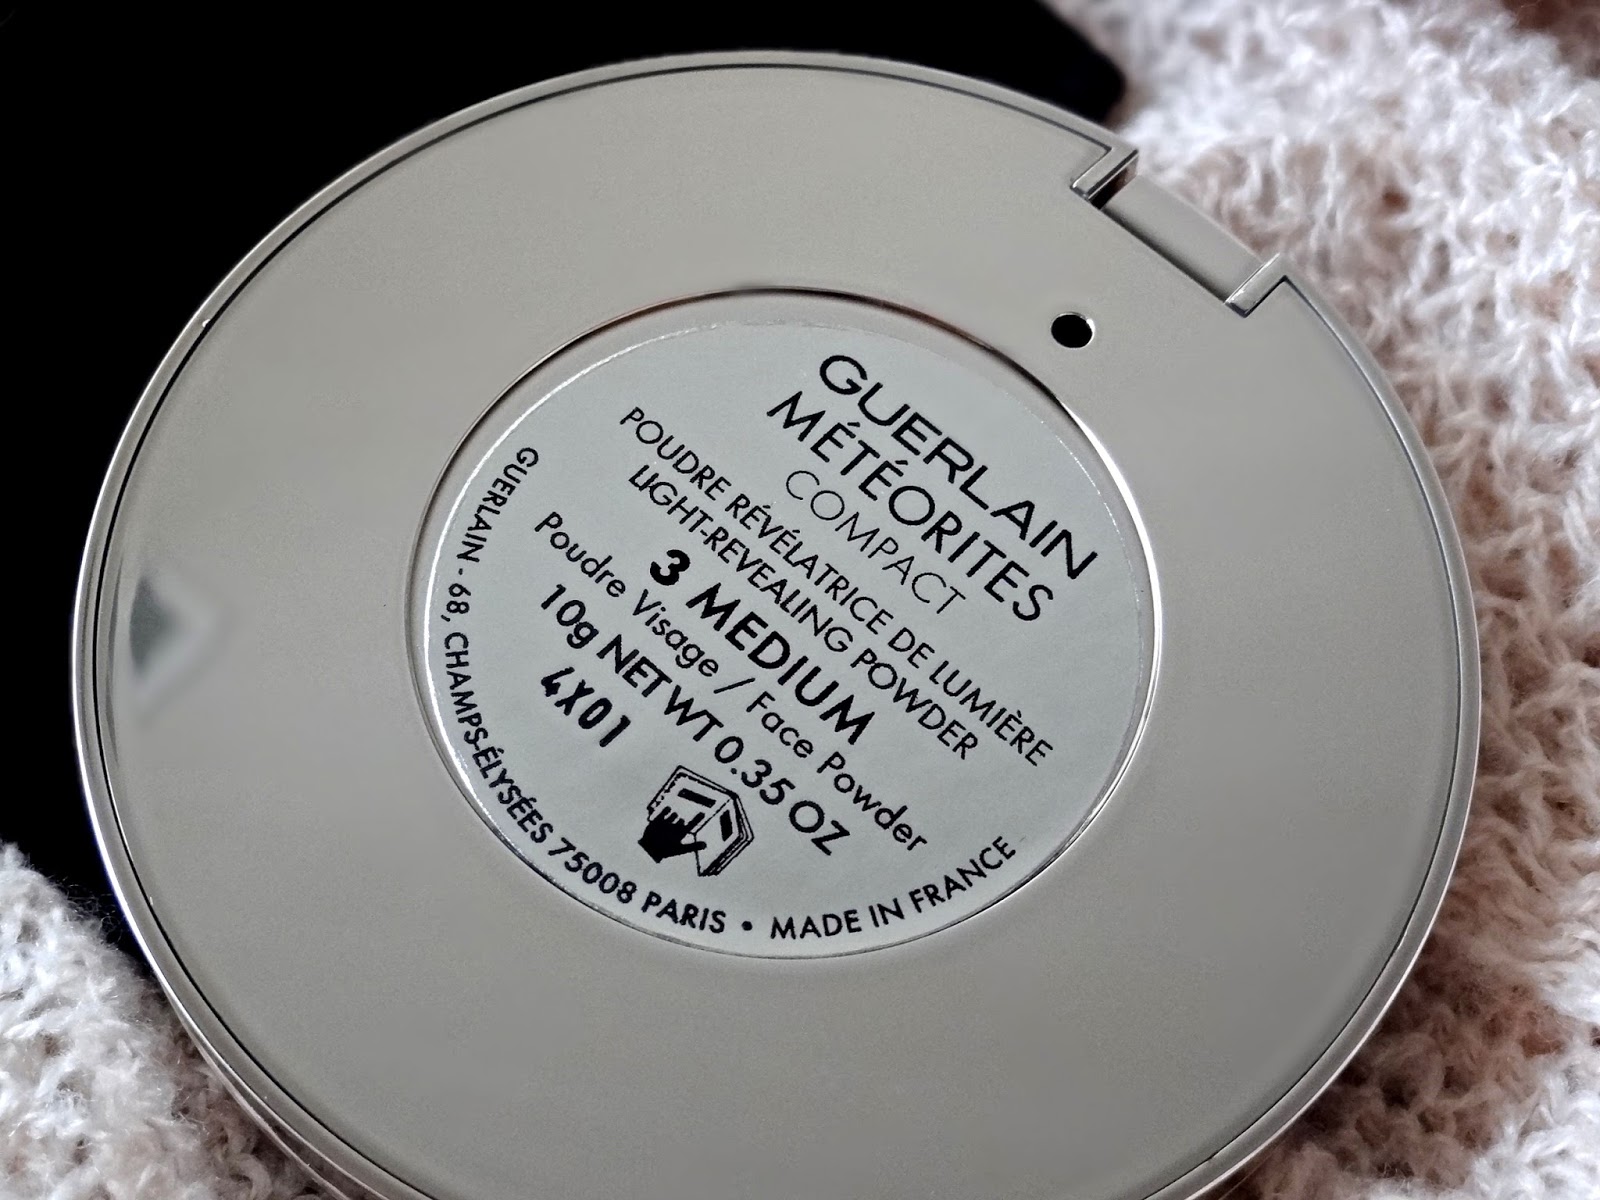 GUERLAIN
MÉTÉORITES
COMPACT
POUDRE RÉVÉLATRICE DE LUMIÈRE
LIGHT-REVEALING POWDER
3 MEDIUM
Poudre Visage / Face Powder
10g NET WT 0.35 OZ
4X01
GUERLAIN - 68, CHAMPS-ÉLYSÉES 75008 PARIS • MADE IN FRANCE